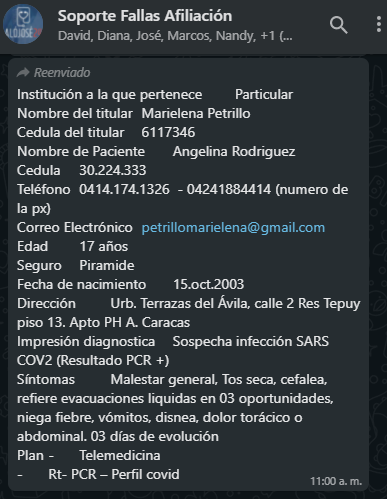 Soporte Fallas Afiliación
David, Diana, José, Marcos, Nandy, +1 (...
ALÓJOSÉ
Reenviado
Institución a la que pertenece Particular
Nombre del titular Marielena Petrillo
Cedula del titular 6117346
Nombre de Paciente Angelina Rodriguez
Cedula 30.224.333
Teléfono 0414.174.1326 - 04241884414 (numero de
la px)
Correo Electrónico petrillomarielena@gmail.com
Edad 17 años
Seguro Piramide
Fecha de nacimiento 15.oct.2003
Dirección Urb. Terrazas del Ávila, calle 2 Res Tepuy
piso 13. Apto PH A. Caracas
Impresión diagnostica Sospecha infección SARS
COV2 (Resultado PCR +)
Síntomas Malestar general, Tos seca, cefalea,
refiere evacuaciones liquidas en 03 oportunidades,
niega fiebre, vómitos, disnea, dolor torácico o
abdominal. 03 días de evolución
Plan - Telemedicina
- Rt- PCR – Perfil covid
11:00 a. m.